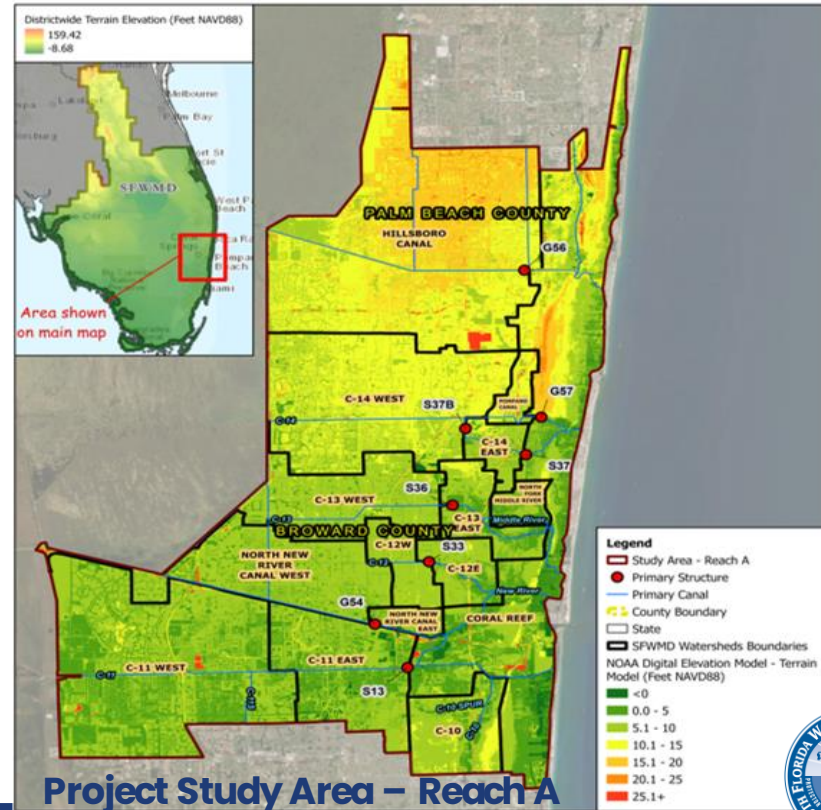 Districtwide Terrain Elevation (Feet NAVD88)
159.42
-8.68
Melbourne
Palm Bay
SFWMD
Area shown
on main map
PALM BEACH COUNTY
HILLSBORO
CANAL
G56
G57
POMPANO
CANAL
C-14 WEST
S37B
C-14
C-14
EAST
S37
S36
NORTH
FORK
MIDDLE RIVER
C-13 WEST
C-13
C-13
EAST
Middle River
BROWARD COUNTY
C-12W
S33
NORTH NEW
RIVER
CANAL WEST
C-12
C-12E
New River
G54
NORTH NEW
RIVER CANAL
EAST
CORAL REEF
C-11 WEST
C-11 EAST
C-11
S13
C-10 SPUR
C-10
Legend
Study Area - Reach A
Primary Structure
Primary Canal
County Boundary
State
SFWMD Watersheds Boundaries
NOAA Digital Elevation Model - Terrain
Model (Feet NAVD88)
<0
0.0 - 5
5.1 - 10
10.1 - 15
15.1 - 20
20.1 - 25
25.1+
Project Study Area – Reach A